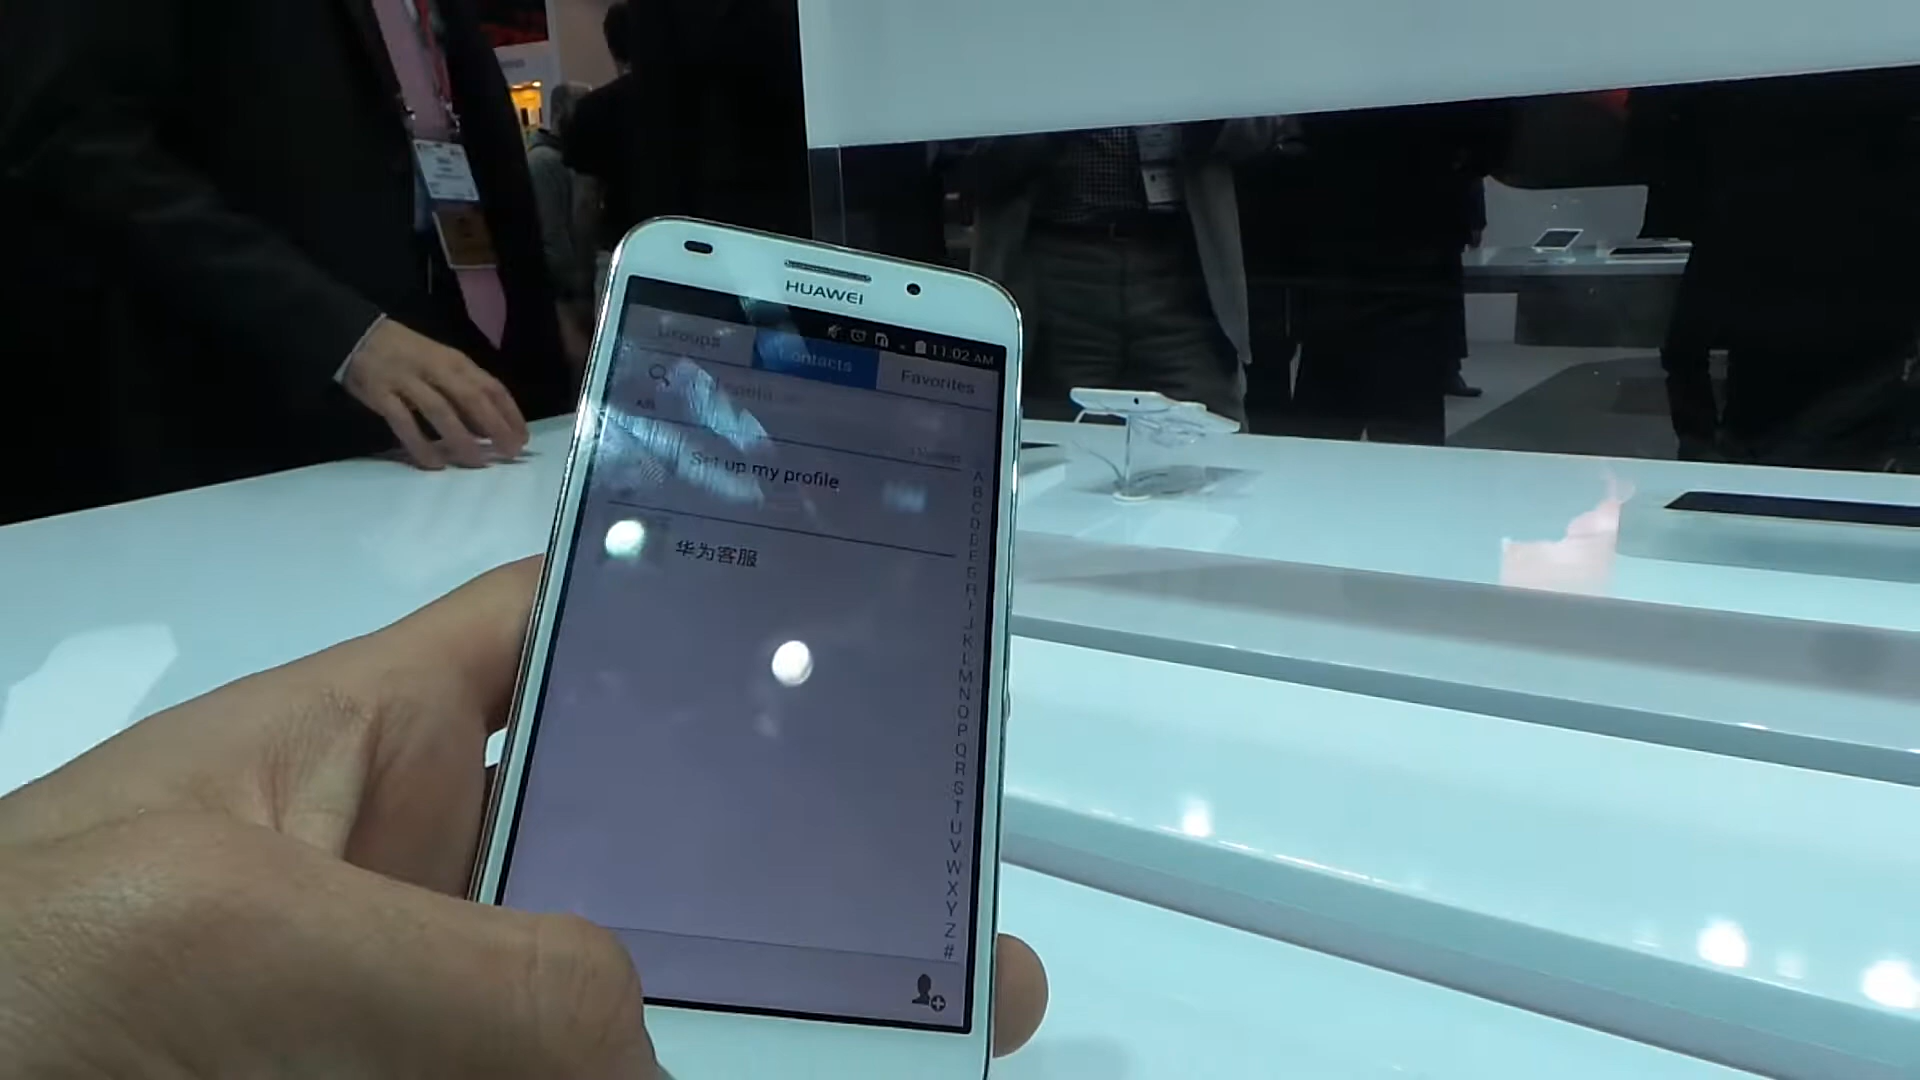 HUAWEI
11:02 AM
Groups Contacts Favorites
Set up my profile
华为客服
A
B
C
D
E
F
G
H
I
J
K
L
M
N
O
P
Q
R
S
T
U
V
W
X
Y
Z
#